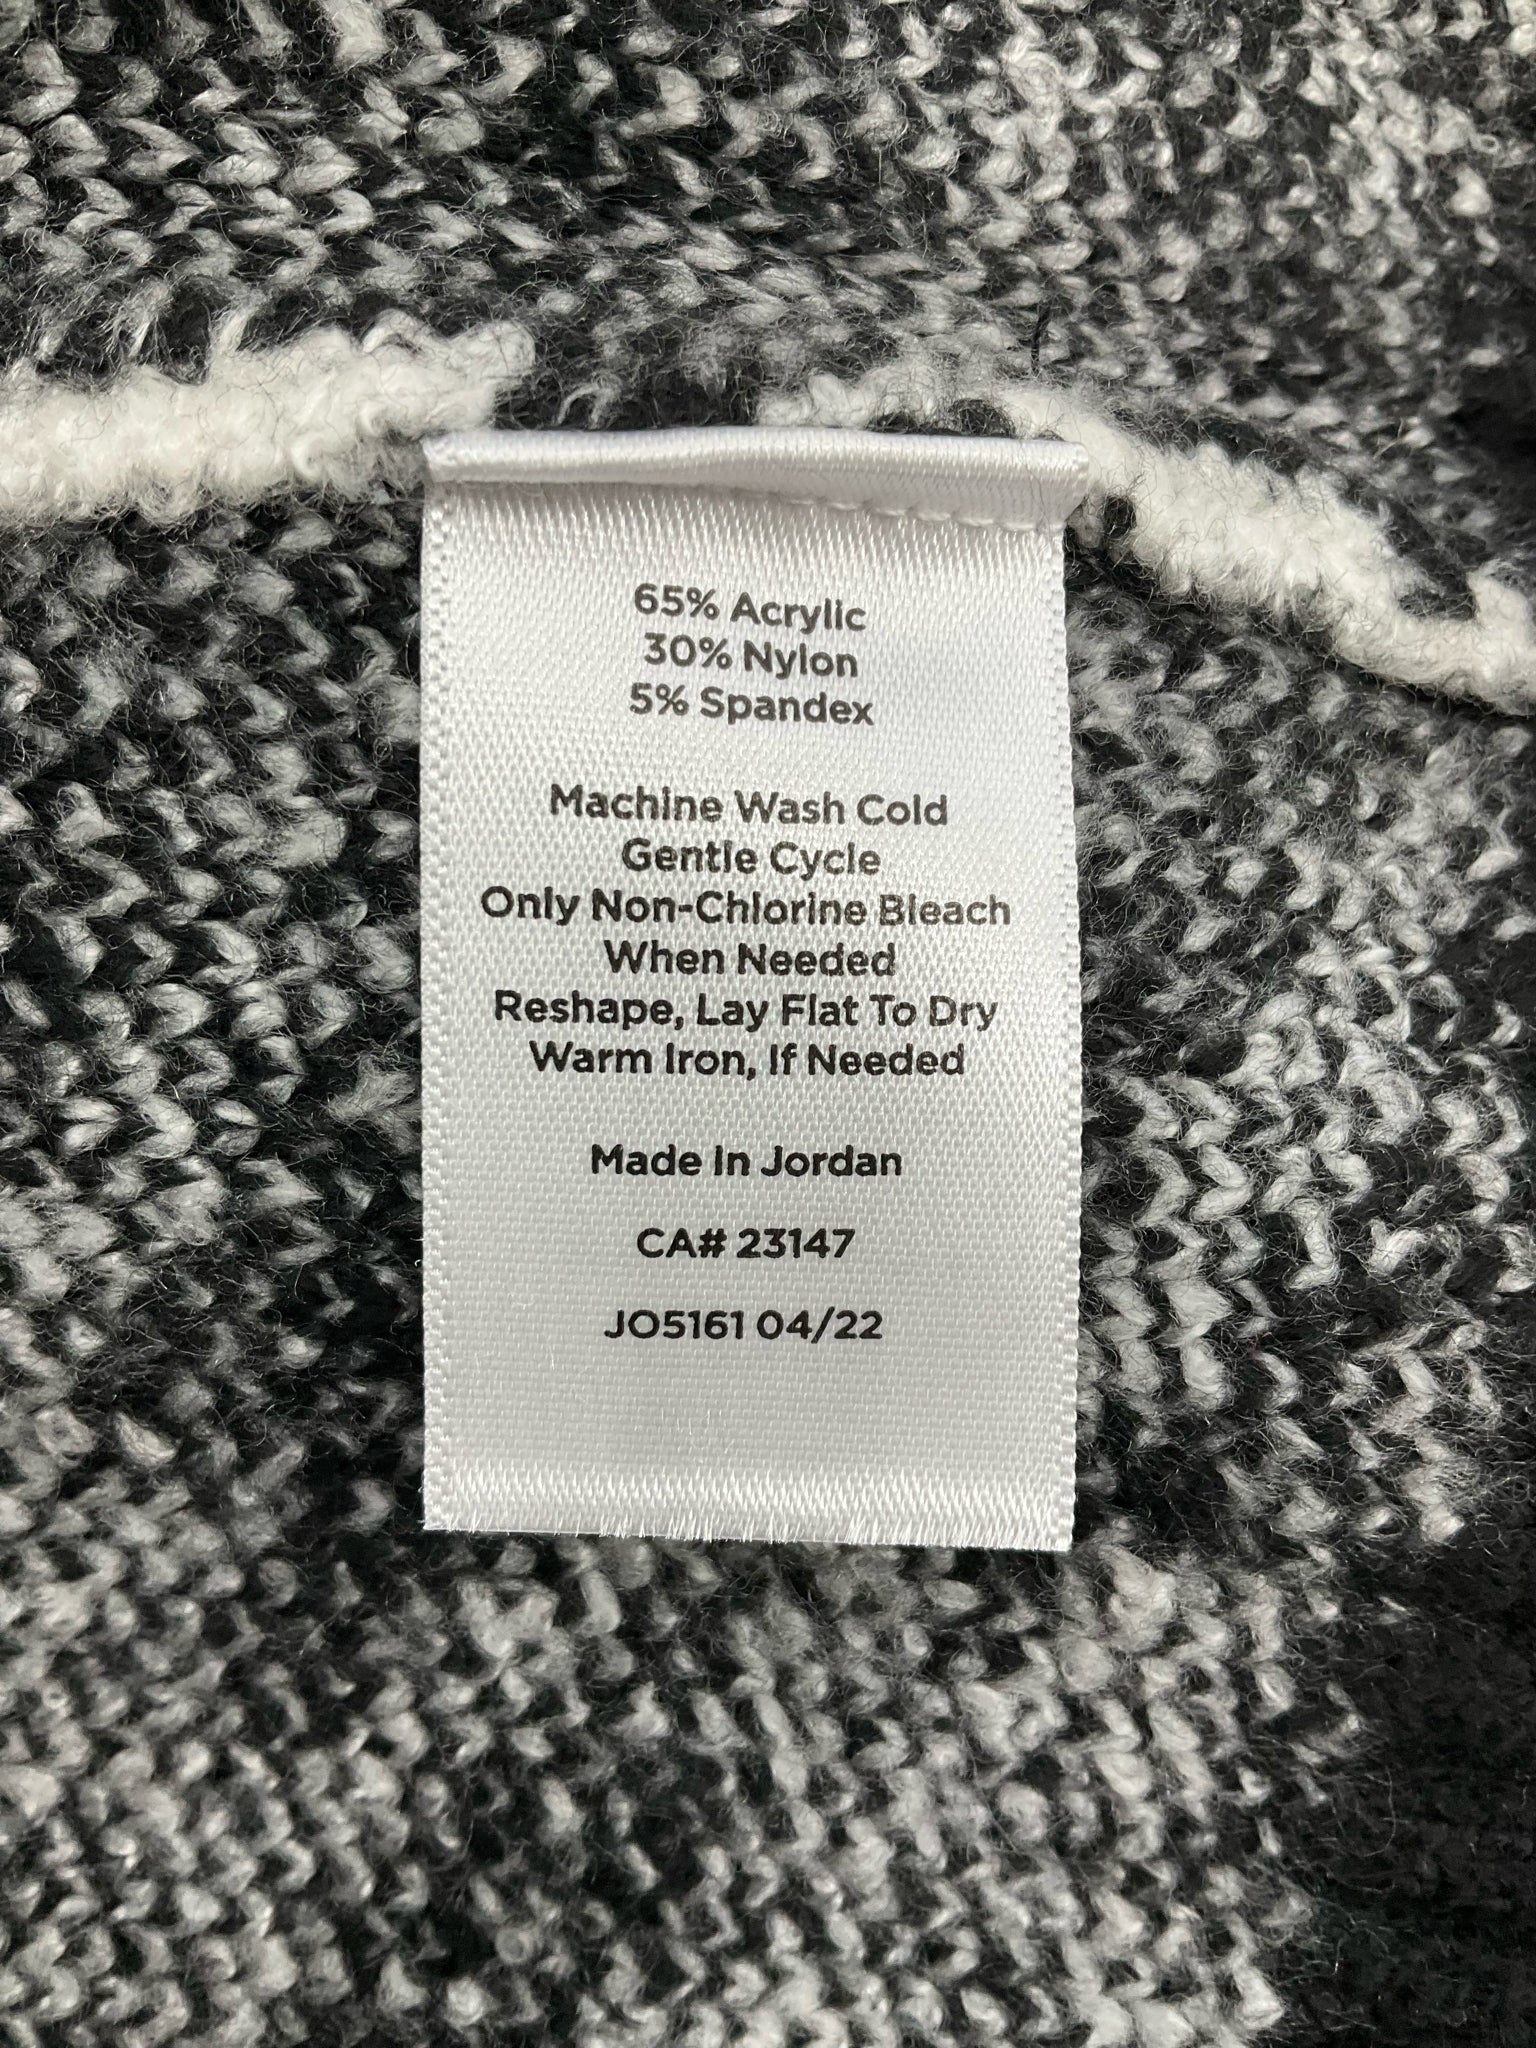 65% Acrylic
30% Nylon
5% Spandex
Machine Wash Cold
Gentle Cycle
Only Non-Chlorine Bleach
When Needed
Reshape, Lay Flat To Dry
Warm Iron, If Needed
Made In Jordan
CA# 23147
JO5161 04/22